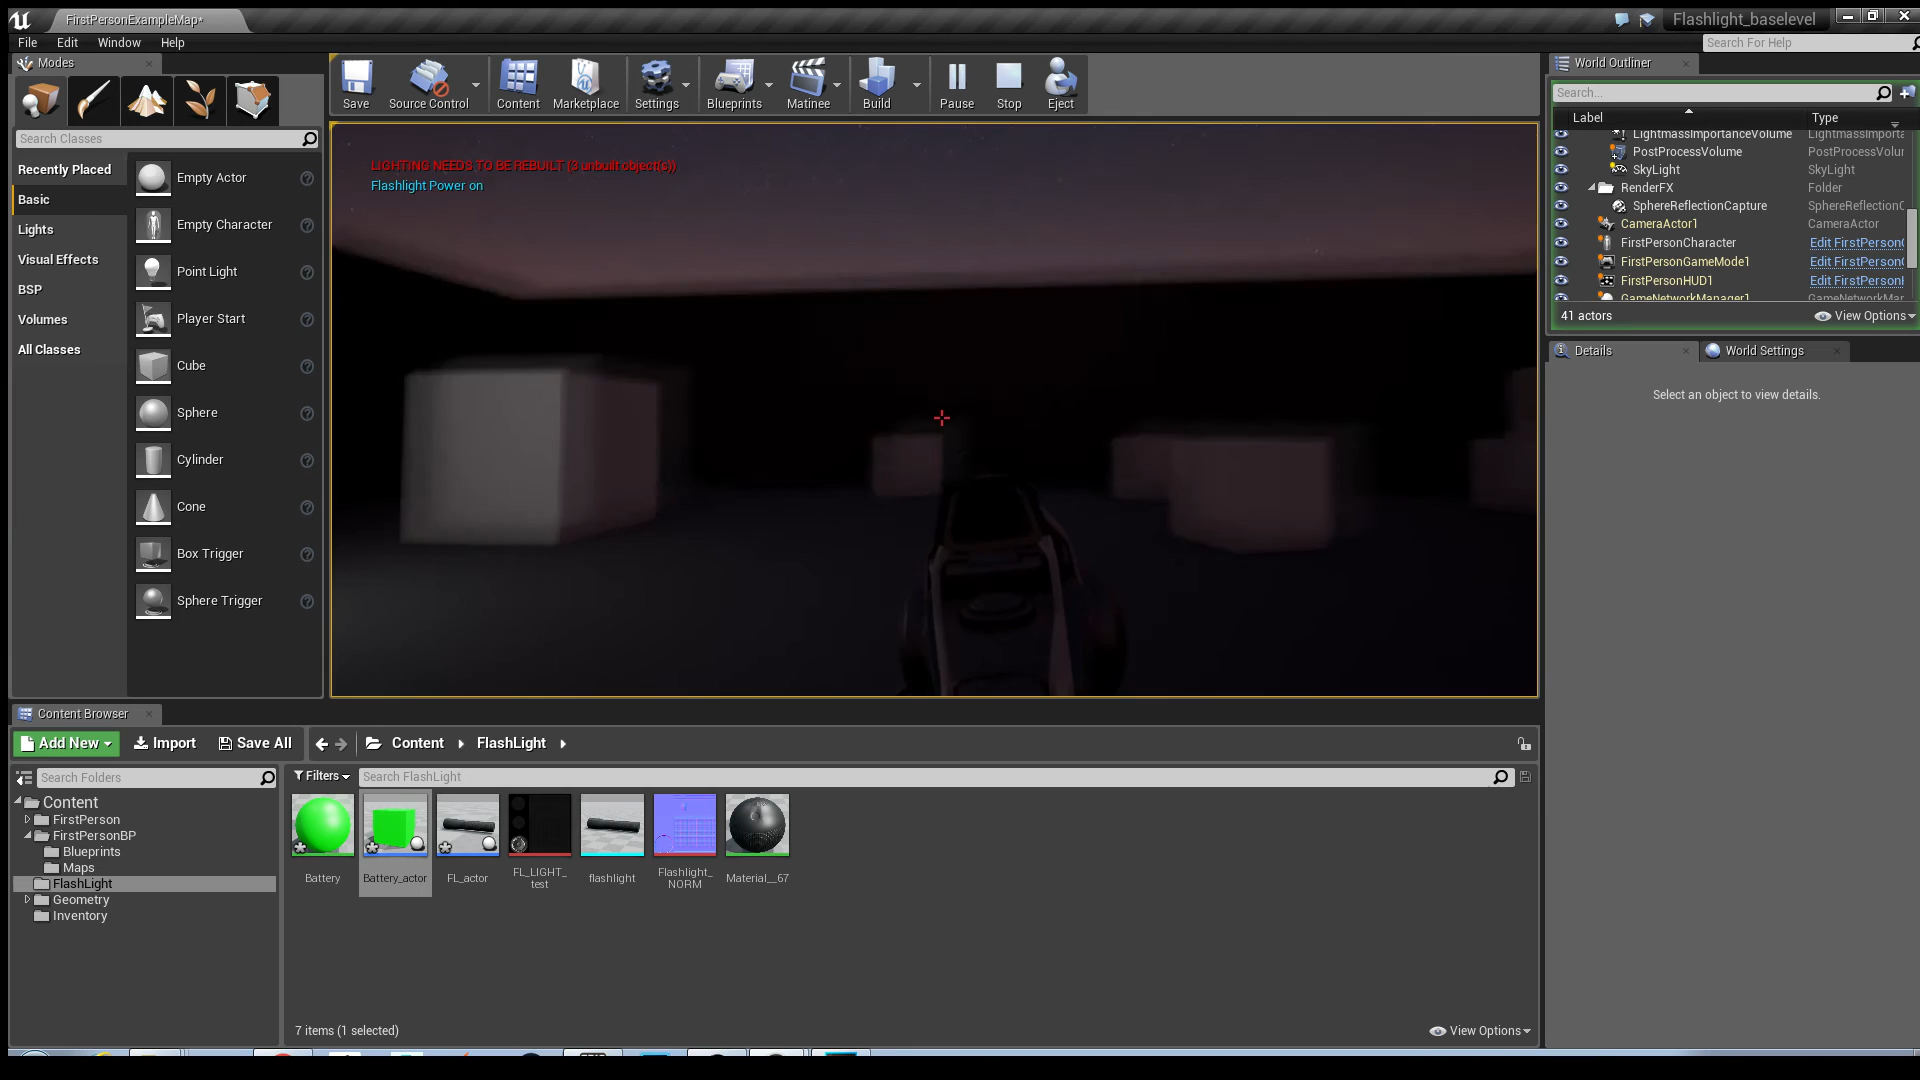 FirstPersonExampleMap*
Flashlight_baselevel
File Edit Window Help
Search For Help
Modes
Search Classes
Recently Placed
Basic
Lights
Visual Effects
BSP
Volumes
All Classes
Empty Actor
Empty Character
Point Light
Player Start
Cube
Sphere
Cylinder
Cone
Box Trigger
Sphere Trigger
Save
Source Control
Content
Marketplace
Settings
Blueprints
Matinee
Build
Pause
Stop
Eject
LIGHTING NEEDS TO BE REBUILT (3 unbuilt object(s))
Flashlight Power on
World Outliner
Search...
Label Type
LightmassImportanceVolume LightmassImporta
PostProcessVolume PostProcessVolur
SkyLight SkyLight
RenderFX Folder
SphereReflectionCapture SphereReflectionC
CameraActor1 CameraActor
FirstPersonCharacter Edit FirstPerson
FirstPersonGameMode1 Edit FirstPerson
FirstPersonHUD1 Edit FirstPerson
GameNetworkManager1 GameNetworkMar
41 actors
View Options
Details
World Settings
Select an object to view details.
Content Browser
Add New Import Save All Content FlashLight
Search Folders
Content
FirstPerson
FirstPersonBP
Blueprints
Maps
FlashLight
Geometry
Inventory
Filters Search FlashLight
Battery
Battery_actor
FL_actor
FL_LIGHT_
test
flashlight
Flashlight_
NORM
Material__67
7 items (1 selected)
View Options